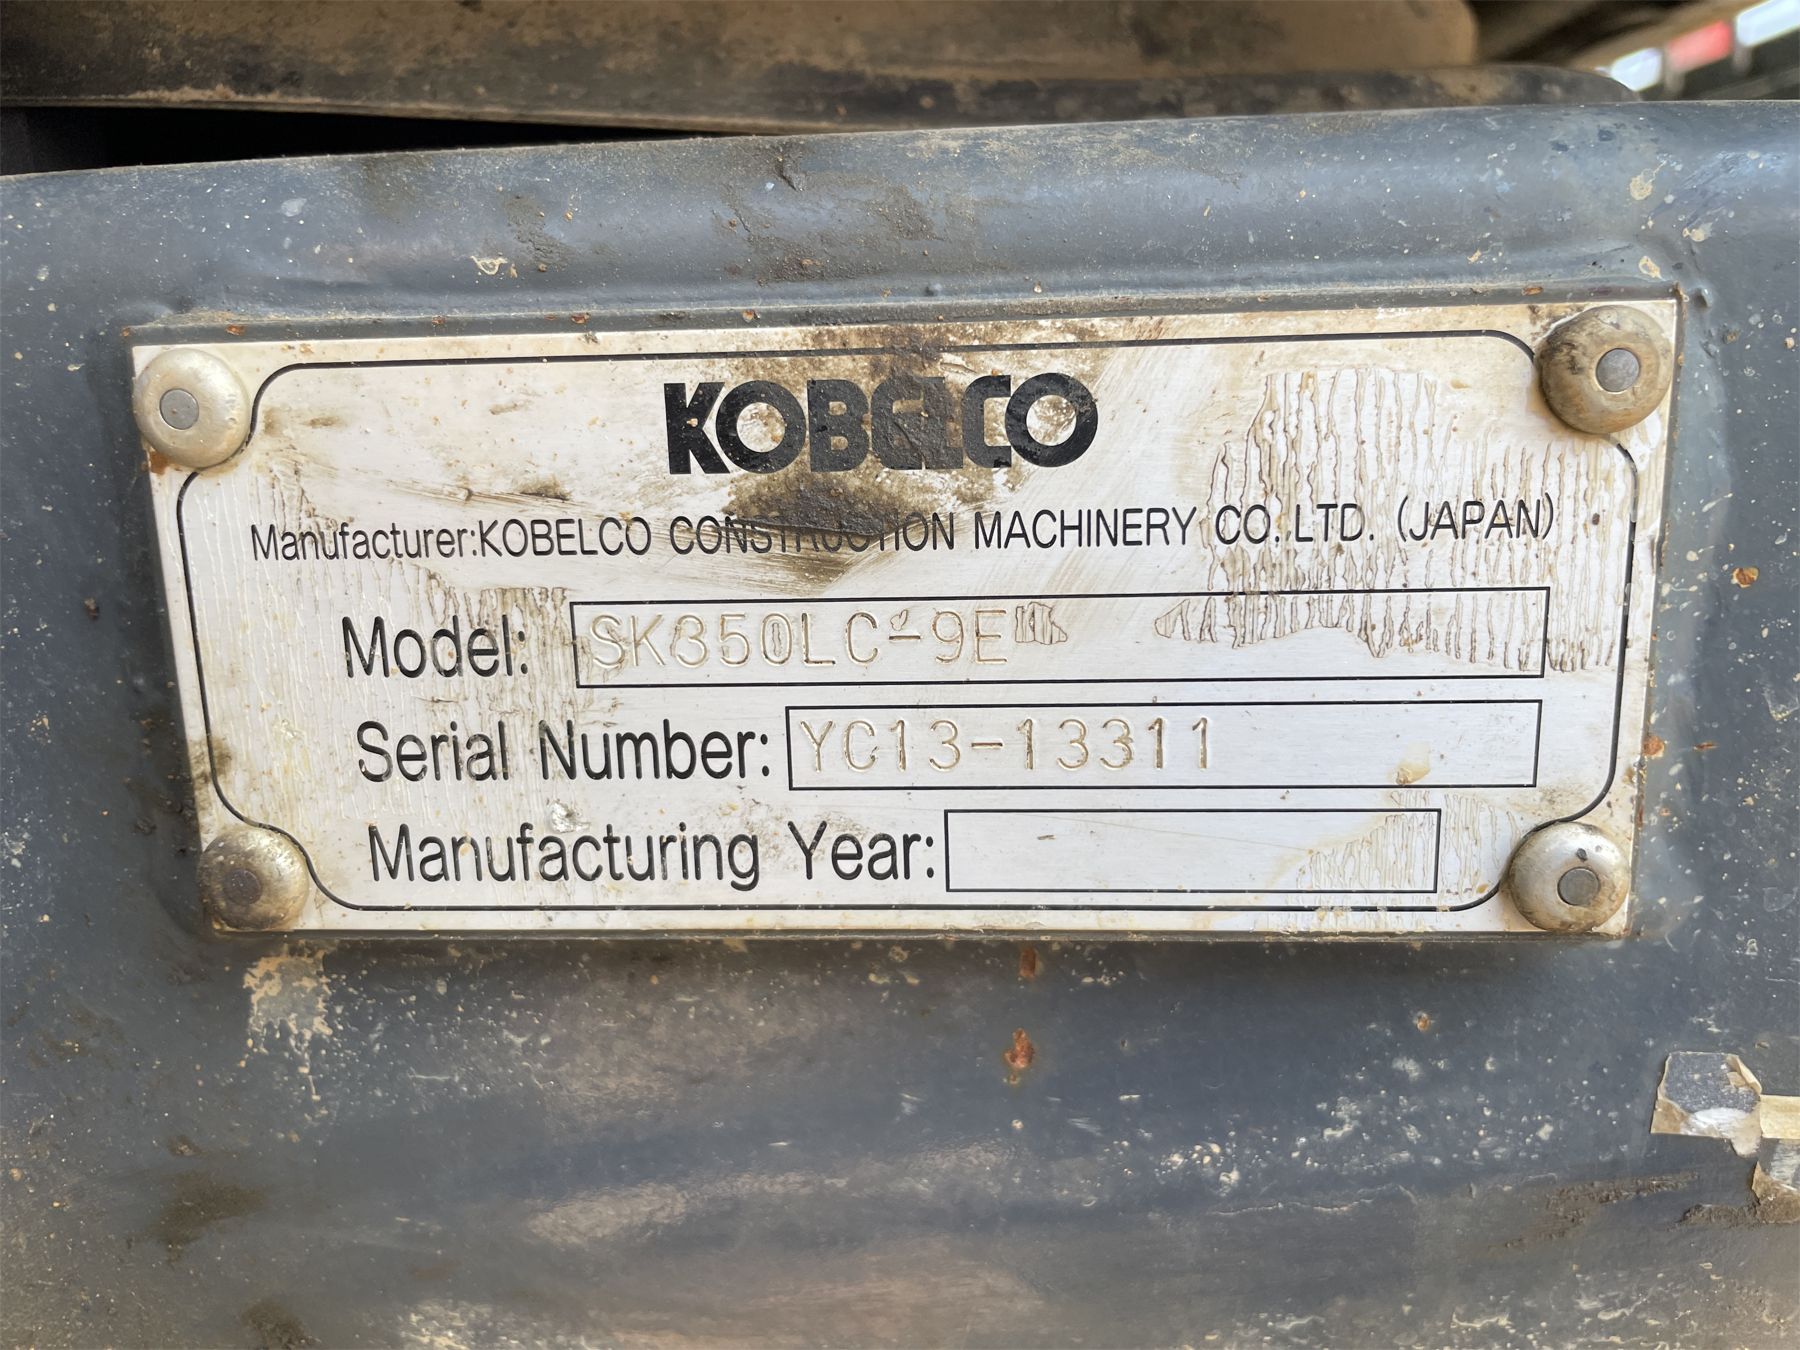 KOBELCO
Manufacturer:KOBELCO CONSTRUCTION MACHINERY CO.,LTD. (JAPAN)
Model: SK350LC-9E
Serial Number: YC13-13311
Manufacturing Year: